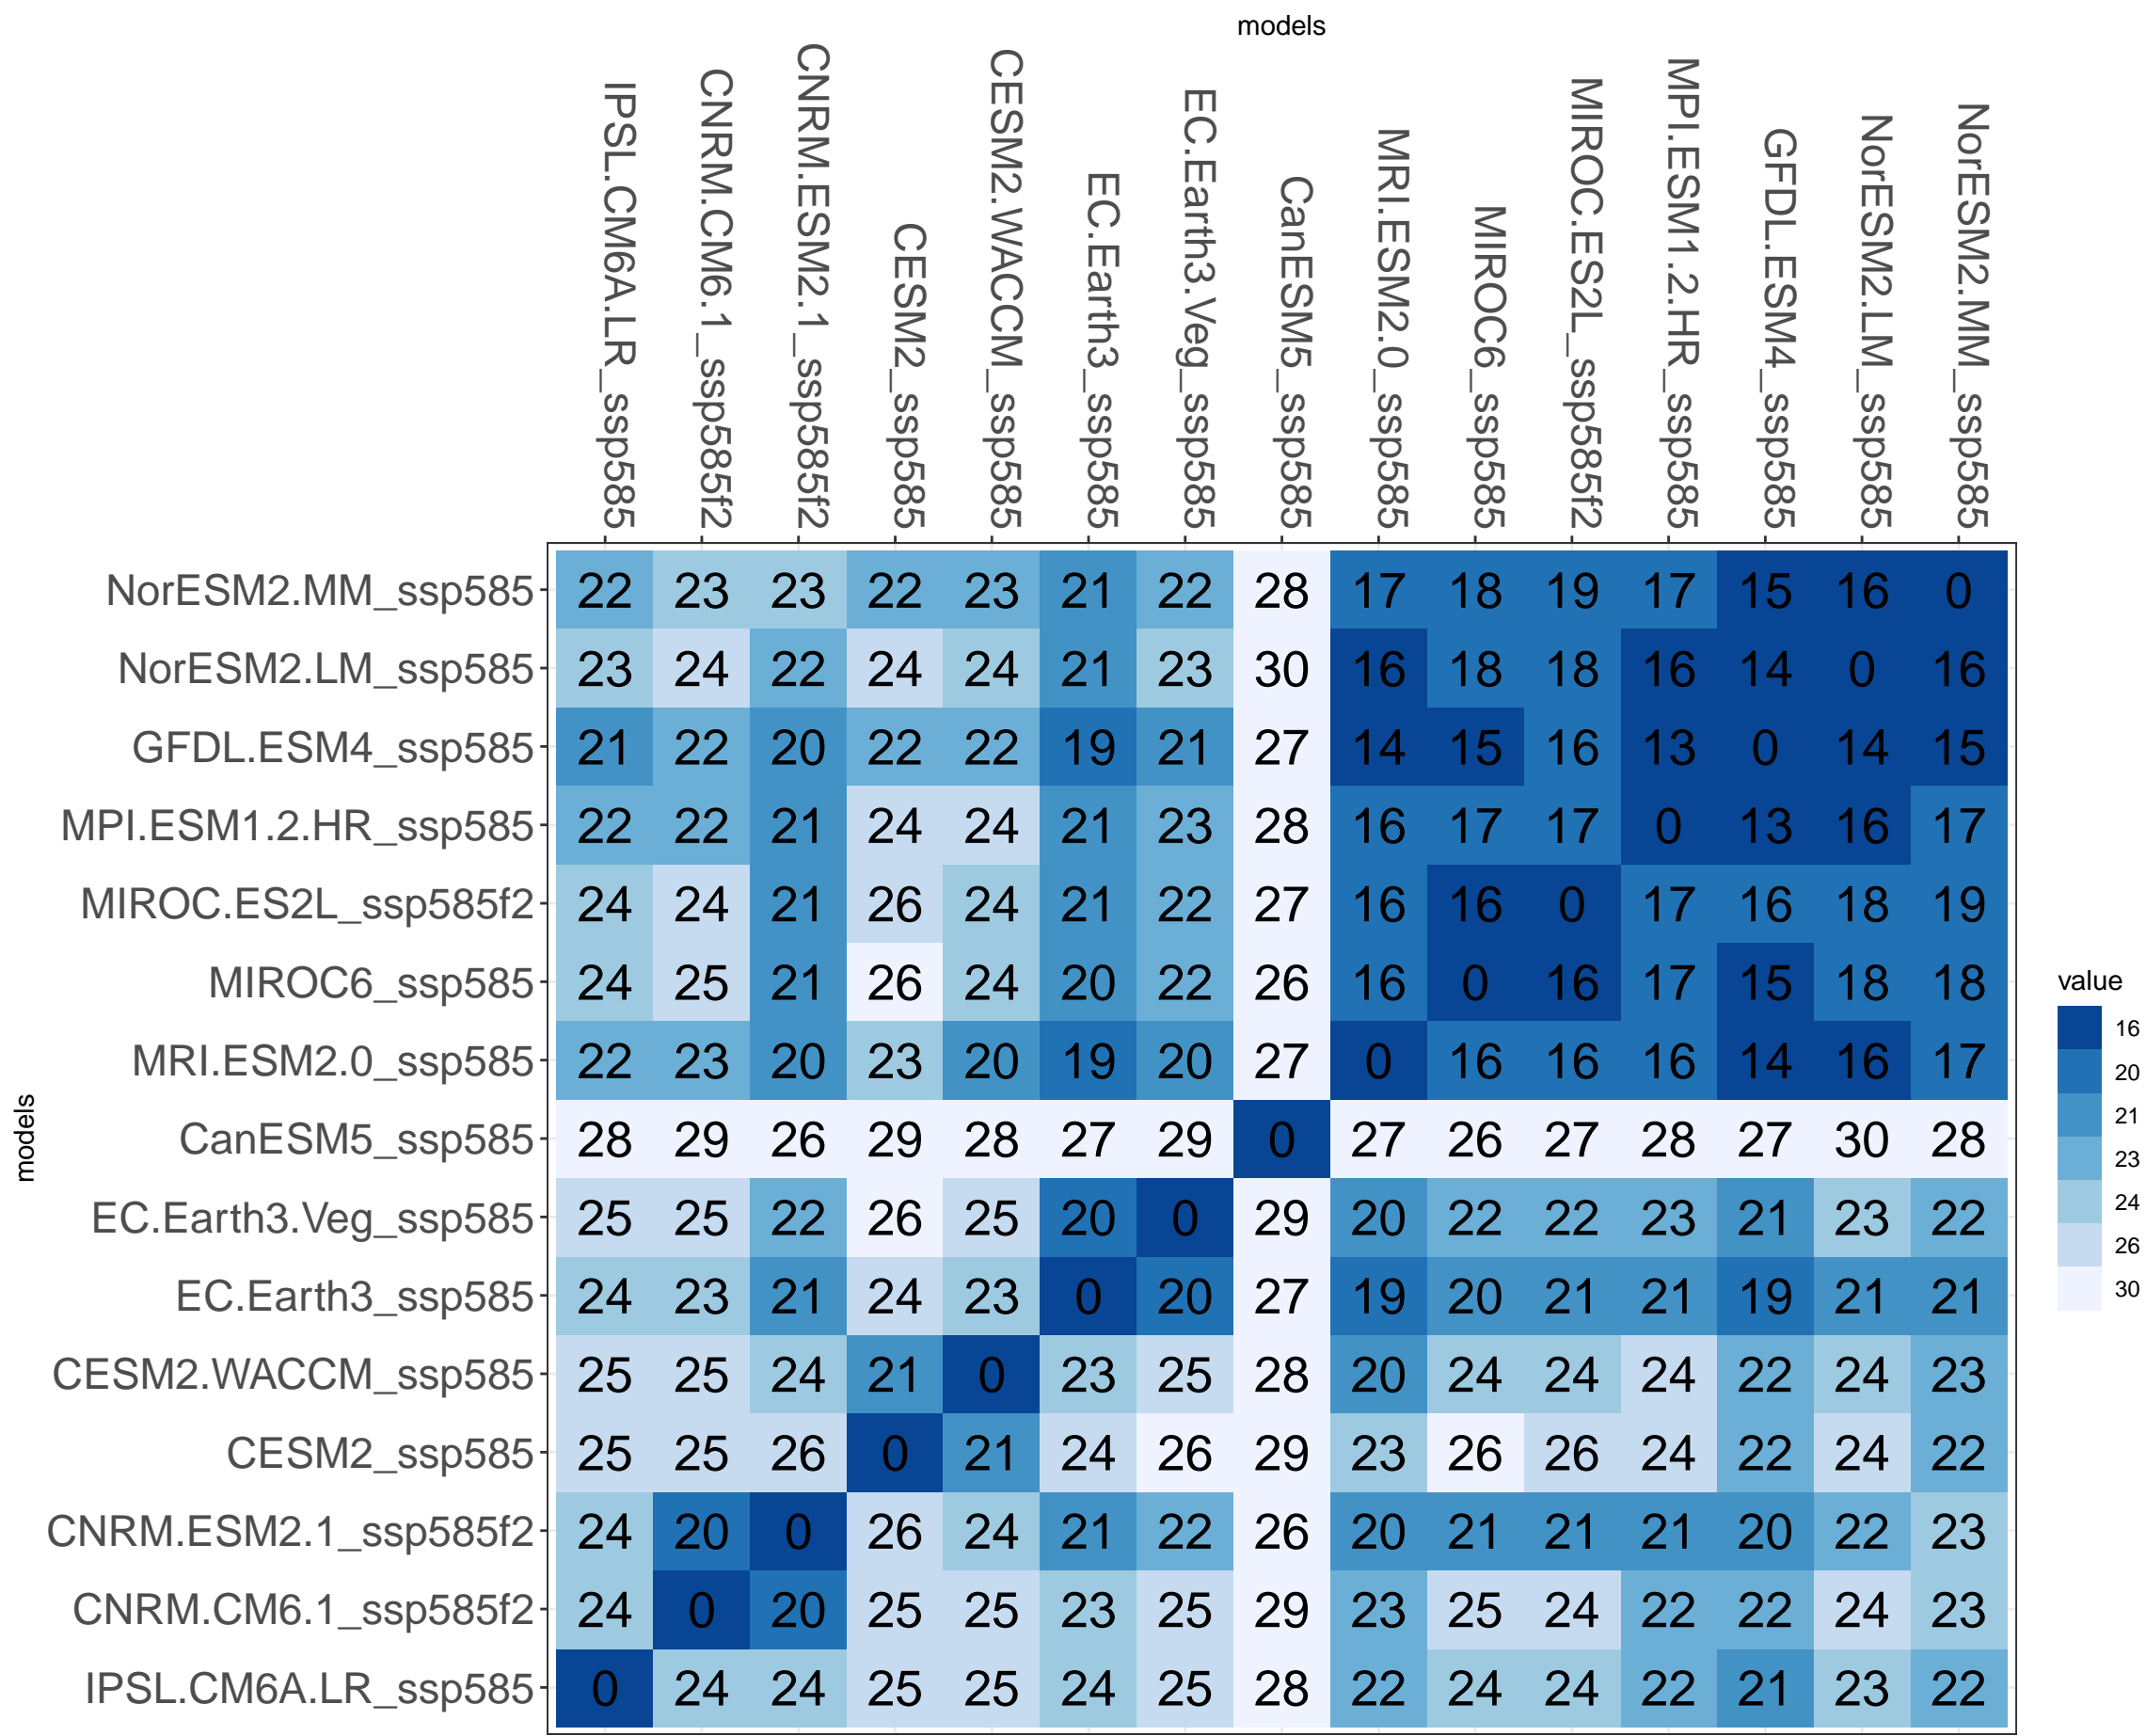 models
IPSL.CM6A.LR_ssp585
CNRM.CM6.1_ssp585f2
CNRM.ESM2.1_ssp585f2
CESM2_ssp585
CESM2.WACCM_ssp585
EC.Earth3_ssp585
EC.Earth3.Veg_ssp585
CanESM5_ssp585
MRI.ESM2.0_ssp585
MIROC6_ssp585
MIROC.ES2L_ssp585f2
MPI.ESM1.2.HR_ssp585
GFDL.ESM4_ssp585
NorESM2.LM_ssp585
NorESM2.MM_ssp585
NorESM2.MM_ssp585 22 23 23 22 23 21 22 28 17 18 19 17 15 16 0
NorESM2.LM_ssp585 23 24 22 24 24 21 23 30 16 18 18 16 14 0 16
GFDL.ESM4_ssp585 21 22 20 22 22 19 21 27 14 15 16 13 0 14 15
MPI.ESM1.2.HR_ssp585 22 22 21 24 24 21 23 28 16 17 17 0 13 16 17
MIROC.ES2L_ssp585f2 24 24 21 26 24 21 22 27 16 16 0 17 16 18 19
MIROC6_ssp585 24 25 21 26 24 20 22 26 16 0 16 17 15 18 18
MRI.ESM2.0_ssp585 22 23 20 23 20 19 20 27 0 16 16 16 14 16 17
CanESM5_ssp585 28 29 26 29 28 27 29 0 27 26 27 28 27 30 28
EC.Earth3.Veg_ssp585 25 25 22 26 25 20 0 29 20 22 22 23 21 23 22
EC.Earth3_ssp585 24 23 21 24 23 0 20 27 19 20 21 21 19 21 21
CESM2.WACCM_ssp585 25 25 24 21 0 23 25 28 20 24 24 24 22 24 23
CESM2_ssp585 25 25 26 0 21 24 26 29 23 26 26 24 22 24 22
CNRM.ESM2.1_ssp585f2 24 20 0 26 24 21 22 26 20 21 21 21 20 22 23
CNRM.CM6.1_ssp585f2 24 0 20 25 25 23 25 29 23 25 24 22 22 24 23
IPSL.CM6A.LR_ssp585 0 24 24 25 25 24 25 28 22 24 24 22 21 23 22
models
value
16
20
21
23
24
26
30